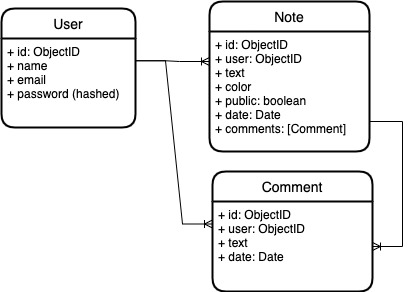 User
+ id: ObjectID
+ name
+ email
+ password (hashed)
Note
+ id: ObjectID
+ user: ObjectID
+ text
+ color
+ public: boolean
+ date: Date
+ comments: [Comment]
Comment
+ id: ObjectID
+ user: ObjectID
+ text
+ date: Date